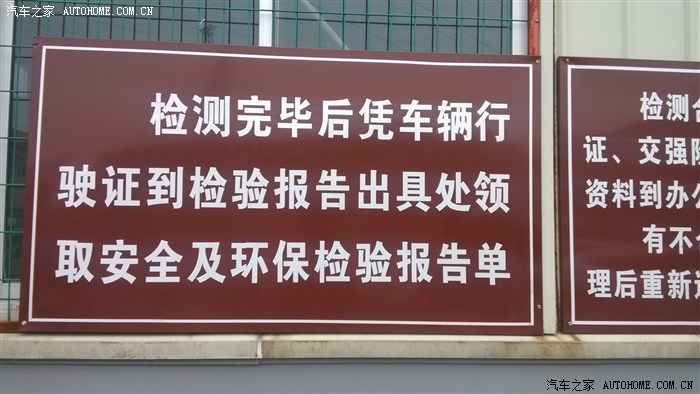 汽车之家 AUTOHOME.COM.CN
检测完毕后凭车辆行
驶证到检验报告出具处领
取安全及环保检验报告单
检测合
证、交强险
资料到办公
有不合
理后重新
汽车之家 AUTOHOME.COM.CN